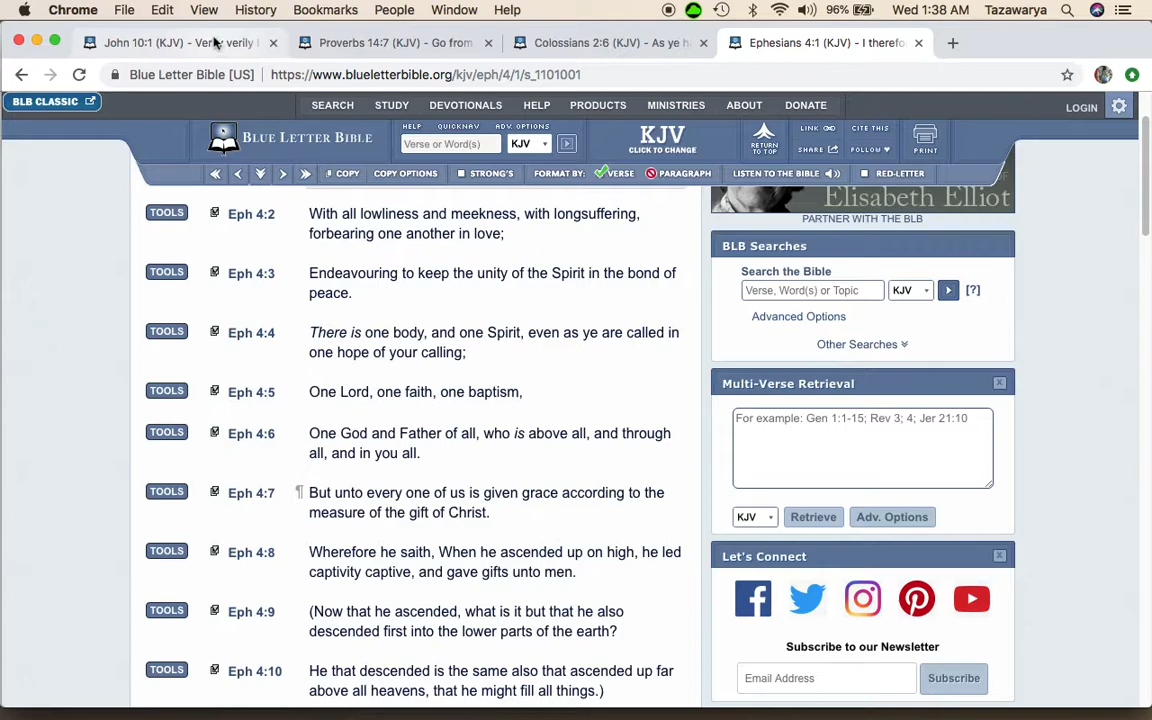 Chrome File Edit View History Bookmarks People Window Help 96% Wed 1:38 AM Tazawarya
John 10:1 (KJV) - Verily verily
Proverbs 14:7 (KJV) - Go from
Colossians 2:6 (KJV) - As ye h
Ephesians 4:1 (KJV) - I therefo
Blue Letter Bible [US] https://www.blueletterbible.org/kjv/eph/4/1/s_1101001
BLB CLASSIC
SEARCH STUDY DEVOTIONALS HELP PRODUCTS MINISTRIES ABOUT DONATE LOGIN
BLUE LETTER BIBLE
HELP QUICKNAV ADV. OPTIONS
Verse or Word(s) KJV
KJV
CLICK TO CHANGE
RETURN
TO TOP
LINK CITE THIS
SHARE FOLLOW PRINT
COPY COPY OPTIONS STRONG'S FORMAT BY: VERSE PARAGRAPH LISTEN TO THE BIBLE RED-LETTER
TOOLS Eph 4:2 With all lowliness and meekness, with longsuffering,
forbearing one another in love;
TOOLS Eph 4:3 Endeavouring to keep the unity of the Spirit in the bond of
peace.
TOOLS Eph 4:4 There is one body, and one Spirit, even as ye are called in
one hope of your calling;
TOOLS Eph 4:5 One Lord, one faith, one baptism,
TOOLS Eph 4:6 One God and Father of all, who is above all, and through
all, and in you all.
TOOLS Eph 4:7 ¶ But unto every one of us is given grace according to the
measure of the gift of Christ.
TOOLS Eph 4:8 Wherefore he saith, When he ascended up on high, he led
captivity captive, and gave gifts unto men.
TOOLS Eph 4:9 (Now that he ascended, what is it but that he also
descended first into the lower parts of the earth?
TOOLS Eph 4:10 He that descended is the same also that ascended up far
above all heavens, that he might fill all things.)
Elisabeth Elliot
PARTNER WITH THE BLB
BLB Searches
Search the Bible
Verse, Word(s) or Topic KJV [?]
Advanced Options
Other Searches
Multi-Verse Retrieval
For example: Gen 1:1-15; Rev 3; 4; Jer 21:10
KJV Retrieve Adv. Options
Let's Connect
Subscribe to our Newsletter
Email Address Subscribe